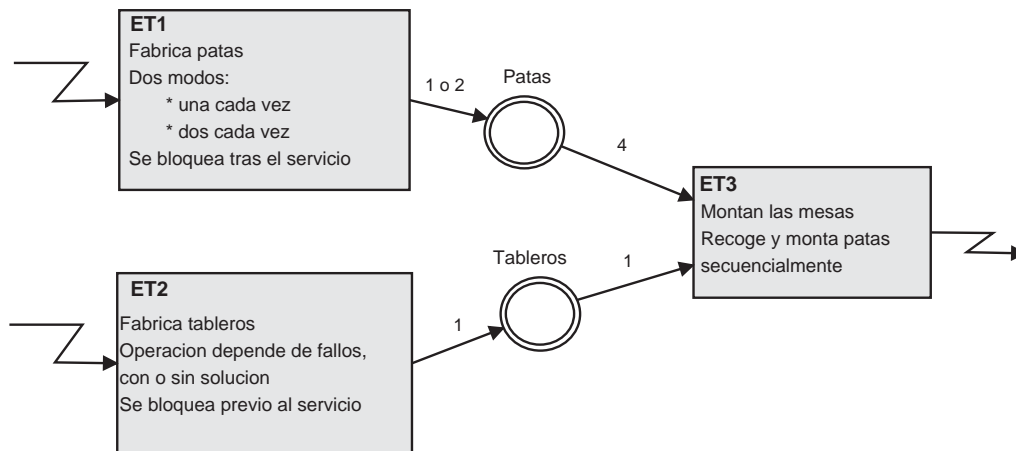 ET1
Fabrica patas
Dos modos:
* una cada vez
* dos cada vez
Se bloquea tras el servicio
1 o 2
Patas
4
ET3
Montan las mesas
Recoge y monta patas
secuencialmente
Tableros
1
1
ET2
Fabrica tableros
Operacion depende de fallos,
con o sin solucion
Se bloquea previo al servicio